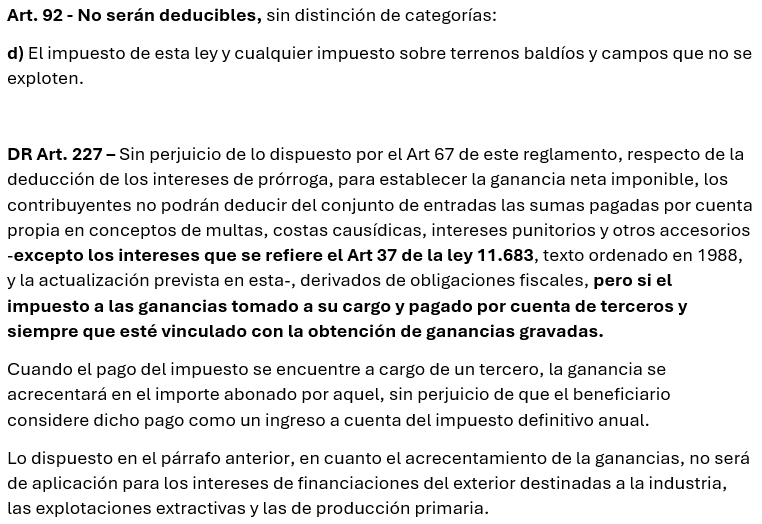 Art. 92 - No serán deducibles, sin distinción de categorías:
d) El impuesto de esta ley y cualquier impuesto sobre terrenos baldíos y campos que no se
exploten.
DR Art. 227 – Sin perjuicio de lo dispuesto por el Art 67 de este reglamento, respecto de la
deducción de los intereses de prórroga, para establecer la ganancia neta imponible, los
contribuyentes no podrán deducir del conjunto de entradas las sumas pagadas por cuenta
propia en conceptos de multas, costas causídicas, intereses punitorios y otros accesorios
-excepto los intereses que se refiere el Art 37 de la ley 11.683, texto ordenado en 1988,
y la actualización prevista en esta-, derivados de obligaciones fiscales, pero si el
impuesto a las ganancias tomado a su cargo y pagado por cuenta de terceros y
siempre que esté vinculado con la obtención de ganancias gravadas.
Cuando el pago del impuesto se encuentre a cargo de un tercero, la ganancia se
acrecentará en el importe abonado por aquel, sin perjuicio de que el beneficiario
considere dicho pago como un ingreso a cuenta del impuesto definitivo anual.
Lo dispuesto en el párrafo anterior, en cuanto el acrecentamiento de la ganancias, no será
de aplicación para los intereses de financiaciones del exterior destinadas a la industria,
las explotaciones extractivas y las de producción primaria.